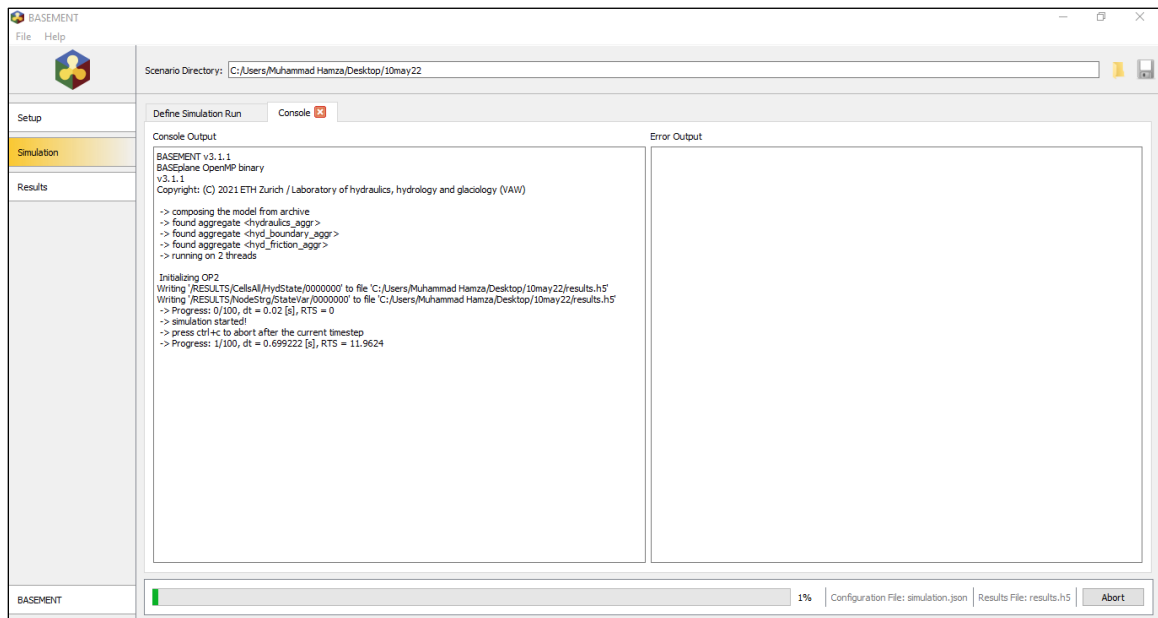 BASEMENT
File Help
Scenario Directory: C:/Users/Muhammad Hamza/Desktop/10may22
Setup
Simulation
Results
BASEMENT
Define Simulation Run Console
Console Output
BASEMENT v3.1.1
BASEplane OpenMP binary
v3.1.1
Copyright: (C) 2021 ETH Zurich / Laboratory of hydraulics, hydrology and glaciology (VAW)
-> composing the model from archive
-> found aggregate <hydraulics_aggr>
-> found aggregate <hyd_boundary_aggr>
-> found aggregate <hyd_friction_aggr>
-> running on 2 threads
Initializing OP2
Writing '/RESULTS/CellsAll/HydState/0000000' to file 'C:/Users/Muhammad Hamza/Desktop/10may22/results.h5'
Writing '/RESULTS/NodeStrg/StateVar/0000000' to file 'C:/Users/Muhammad Hamza/Desktop/10may22/results.h5'
-> Progress: 0/100, dt = 0.02 [s], RTS = 0
-> simulation started!
-> press ctrl+c to abort after the current timestep
-> Progress: 1/100, dt = 0.699222 [s], RTS = 11.9624
Error Output
1% Configuration File: simulation.json Results File: results.h5 Abort